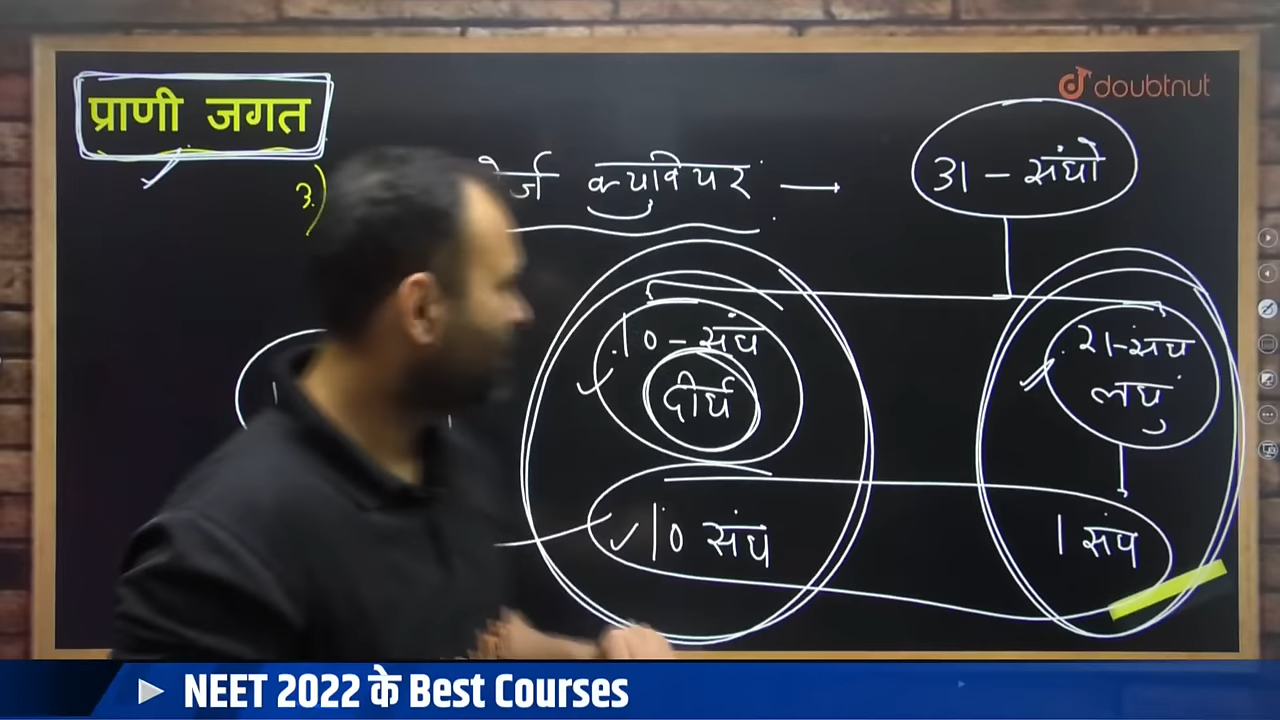 प्राणी जगत
doubtnut
3.) र्ज क्युवियर → 31 - संघो
10 - संघ
दीर्घ
21-संघ
लघु
10 संघ
1 संघ
NEET 2022 के Best Courses